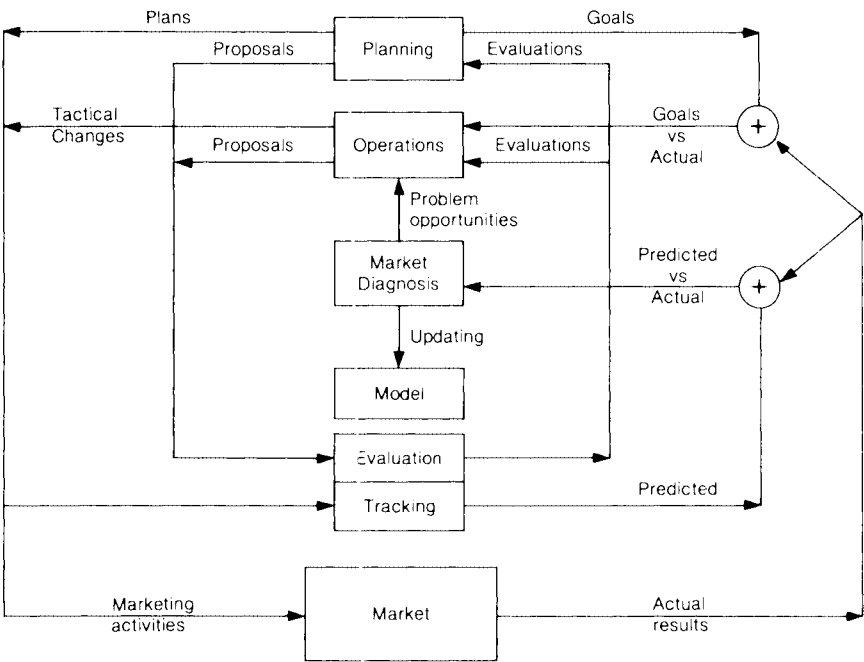 Plans
Planning
Goals
Proposals
Evaluations
Tactical
Changes
Operations
Goals
vs
Actual
Proposals
Evaluations
Problem
opportunities
Market
Diagnosis
Predicted
vs
Actual
Updating
Model
Evaluation
Tracking
Predicted
Marketing
activities
Market
Actual
results
+
+